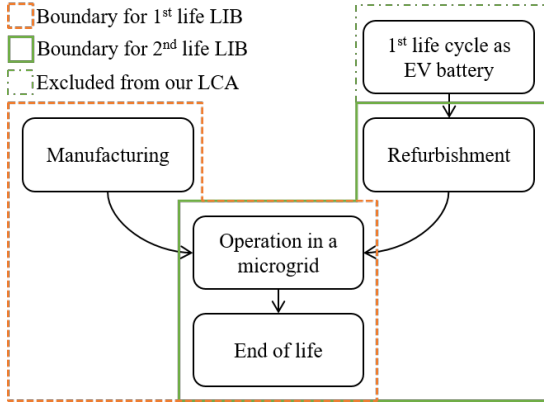 Boundary for 1st life LIB
Boundary for 2nd life LIB
Excluded from our LCA
1st life cycle as
EV battery
Manufacturing
Refurbishment
Operation in a
microgrid
End of life